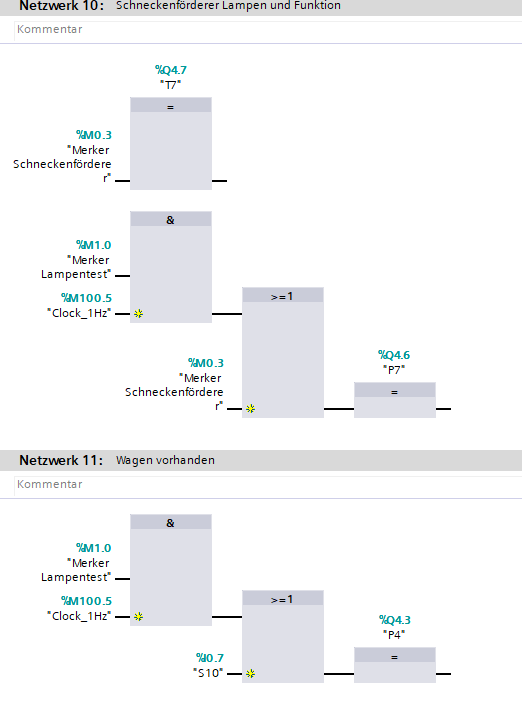 Netzwerk 10: Schneckenförderer Lampen und Funktion
Kommentar
%Q4.7
"T7"
=
%M0.3
"Merker
Schneckenfördere
r"
&
%M1.0
"Merker
Lampentest"
%M100.5
"Clock_1Hz"
>=1
%M0.3
"Merker
Schneckenfördere
r"
%Q4.6
"P7"
=
Netzwerk 11: Wagen vorhanden
Kommentar
&
%M1.0
"Merker
Lampentest"
%M100.5
"Clock_1Hz"
>=1
%I0.7
"S10"
%Q4.3
"P4"
=